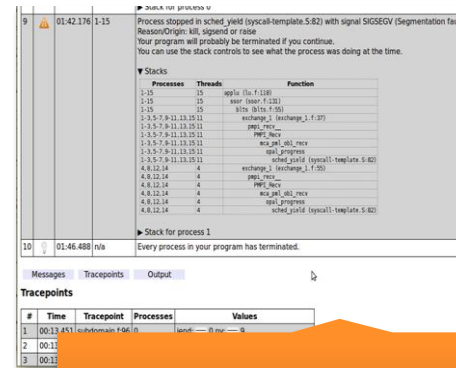 ▶ Stack for process 0
9 01:42.176 1-15 Process stopped in sched_yield (syscall-template.S:82) with signal SIGSEGV (Segmentation fau
Reason/Origin: kill, sigsend or raise
Your program will probably be terminated if you continue.
You can use the stack controls to see what the process was doing at the time.
▼ Stacks
Processes Threads Function
1-15 15 applu (lu.f:118)
1-15 15 ssor (ssor.f:131)
1-15 15 blts (blts.f:55)
1-3,5-7,9-11,13,15 11 exchange_1 (exchange_1.f:37)
1-3,5-7,9-11,13,15 11 pmpi_recv__
1-3,5-7,9-11,13,15 11 PMPI_Recv
1-3,5-7,9-11,13,15 11 mca_pml_ob1_recv
1-3,5-7,9-11,13,15 11 opal_progress
1-3,5-7,9-11,13,15 11 sched_yield (syscall-template.S:82)
4,8,12,14 4 exchange_1 (exchange_1.f:55)
4,8,12,14 4 pmpi_recv__
4,8,12,14 4 PMPI_Recv
4,8,12,14 4 mca_pml_ob1_recv
4,8,12,14 4 opal_progress
4,8,12,14 4 sched_yield (syscall-template.S:82)
▶ Stack for process 1
10 01:46.488 n/a Every process in your program has terminated.
Messages Tracepoints Output
Tracepoints
# Time Tracepoint Processes Values
1 00:13.451 subdomain.f:96 0
2 00:13
3 00:13